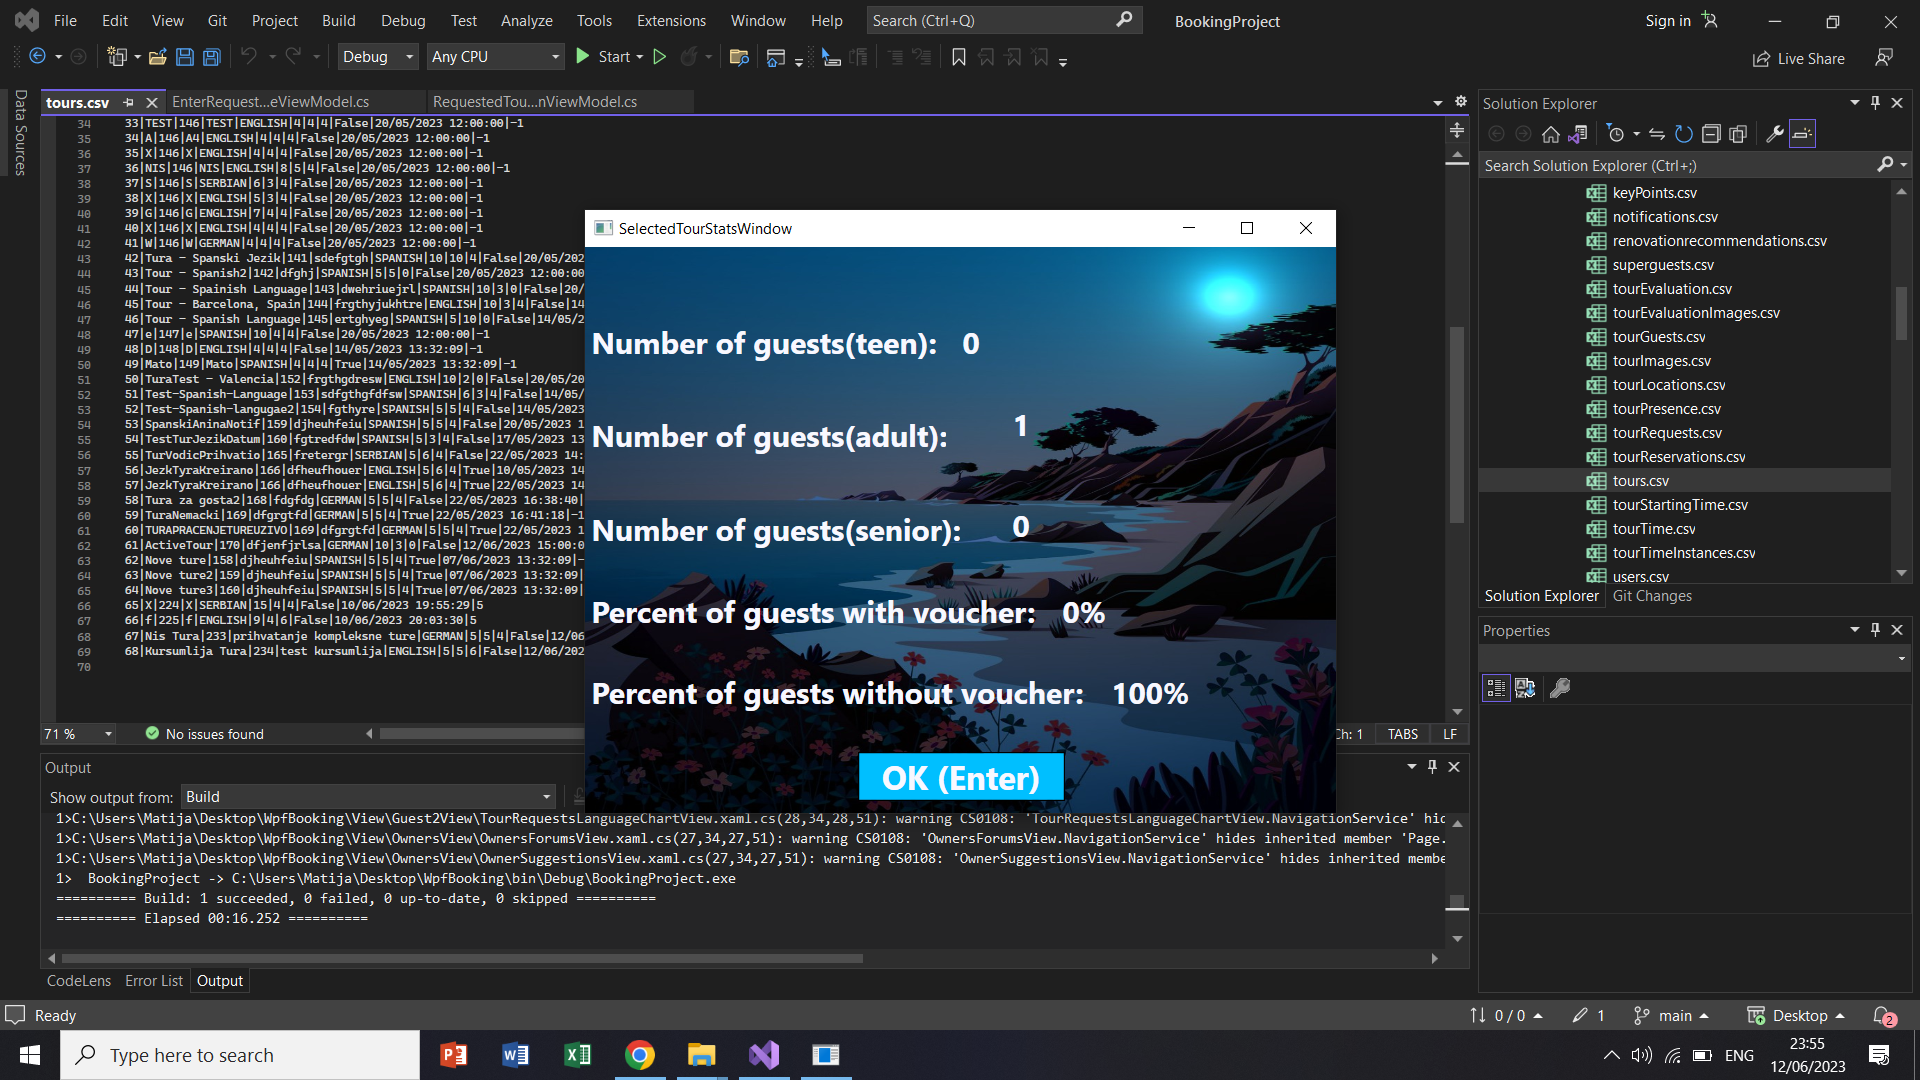 File Edit View Git Project Build Debug Test Analyze Tools Extensions Window Help Search (Ctrl+Q) BookingProject Sign in
Debug Any CPU Start Live Share
Data Sources
tours.csv EnterRequest...eViewModel.cs RequestedTou...nViewModel.cs
34 33|TEST|146|TEST|ENGLISH|4|4|4|False|20/05/2023 12:00:00|-1
35 34|A|146|A4|ENGLISH|4|4|4|False|20/05/2023 12:00:00|-1
36 35|X|146|X|ENGLISH|4|4|4|False|20/05/2023 12:00:00|-1
37 36|NIS|146|NIS|ENGLISH|8|5|4|False|20/05/2023 12:00:00|-1
38 37|S|146|S|SERBIAN|6|3|4|False|20/05/2023 12:00:00|-1
39 38|X|146|X|ENGLISH|5|3|4|False|20/05/2023 12:00:00|-1
40 39|G|146|G|ENGLISH|7|4|4|False|20/05/2023 12:00:00|-1
41 40|X|146|X|ENGLISH|4|4|4|False|20/05/2023 12:00:00|-1
42 41|W|146|W|GERMAN|4|4|4|False|20/05/2023 12:00:00|-1
43 42|Tura - Spanski Jezik|141|sdefgtgh|SPANISH|10|10|4|False|20/05/202
44 43|Tour - Spanish2|142|dfghj|SPANISH|5|5|0|False|20/05/2023 12:00:00
45 44|Tour - Spainish Language|143|dwehriuejrl|SPANISH|10|3|0|False|20/
46 45|Tour - Barcelona, Spain|144|frgthyjukhtre|ENGLISH|10|3|4|False|14
47 46|Tour - Spanish Language|145|ertghyeg|SPANISH|5|10|0|False|14/05/2
48 47|e|147|e|SPANISH|10|4|4|False|20/05/2023 12:00:00|-1
49 48|D|148|D|ENGLISH|4|4|4|False|14/05/2023 13:32:09|-1
50 49|Mato|149|Mato|SPANISH|4|4|4|True|14/05/2023 13:32:09|-1
51 50|TuraTest - Valencia|152|frgthgdresw|ENGLISH|10|2|0|False|20/05/20
52 51|Test-Spanish-Language|153|sdfgthgfdfsw|SPANISH|6|3|4|False|14/05/
53 52|Test-Spanish-langugae2|154|fgthyre|SPANISH|5|5|4|False|14/05/2023
54 53|SpanskiAninaNotif|159|djheuhfeiu|SPANISH|5|5|4|False|20/05/2023 1
55 54|TestTurJezikDatum|160|fgtredfdw|SPANISH|5|3|4|False|17/05/2023 13
56 55|TurVodicPrihvatio|165|fretergr|SERBIAN|5|6|4|False|22/05/2023 14:
57 56|JezkTyraKreirano|166|dfheufhouer|ENGLISH|5|6|4|True|10/05/2023 14
58 57|JezkTyraKreirano|166|dfheufhouer|ENGLISH|5|6|4|True|22/05/2023 14
59 58|Tura za gosta2|168|fdgfdg|GERMAN|5|5|4|False|22/05/2023 16:38:40|
60 59|TuraNemacki|169|dfgrgtfd|GERMAN|5|5|4|True|22/05/2023 16:41:18|-1
61 60|TURAPRACENJETUREUZIVO|169|dfgrgtfd|GERMAN|5|5|4|True|22/05/2023 1
62 61|ActiveTour|170|dfjenfjrlsa|GERMAN|10|3|0|False|12/06/2023 15:00:0
63 62|Nove ture|158|djheuhfeiu|SPANISH|5|5|4|True|07/06/2023 13:32:09|-
64 63|Nove ture2|159|djheuhfeiu|SPANISH|5|5|4|True|07/06/2023 13:32:09|
65 64|Nove ture3|160|djheuhfeiu|SPANISH|5|5|4|True|07/06/2023 13:32:09|
66 65|X|224|X|SERBIAN|15|4|4|False|10/06/2023 19:55:29|5
67 66|f|225|f|ENGLISH|9|4|6|False|10/06/2023 20:03:30|5
68 67|Nis Tura|233|prihvatanje kompleksne ture|GERMAN|5|5|4|False|12/06
69 68|Kursumlija Tura|234|test kursumlija|ENGLISH|5|5|6|False|12/06/202
70
71 % No issues found Ch: 1 TABS LF
SelectedTourStatsWindow
Number of guests(teen): 0
Number of guests(adult): 1
Number of guests(senior): 0
Percent of guests with voucher: 0%
Percent of guests without voucher: 100%
OK (Enter)
Output
Show output from: Build
1>C:\Users\Matija\Desktop\WpfBooking\View\Guest2View\TourRequestsLanguageChartView.xaml.cs(28,34,28,51): warning CS0108: 'TourRequestsLanguageChartView.NavigationService' hid
1>C:\Users\Matija\Desktop\WpfBooking\View\OwnersView\OwnersForumsView.xaml.cs(27,34,27,51): warning CS0108: 'OwnersForumsView.NavigationService' hides inherited member 'Page.
1>C:\Users\Matija\Desktop\WpfBooking\View\OwnersView\OwnerSuggestionsView.xaml.cs(27,34,27,51): warning CS0108: 'OwnerSuggestionsView.NavigationService' hides inherited membe
1> BookingProject -> C:\Users\Matija\Desktop\WpfBooking\bin\Debug\BookingProject.exe
========== Build: 1 succeeded, 0 failed, 0 up-to-date, 0 skipped ==========
========== Elapsed 00:16.252 ==========
CodeLens Error List Output
Solution Explorer
Search Solution Explorer (Ctrl+;)
keyPoints.csv
notifications.csv
renovationrecommendations.csv
superguests.csv
tourEvaluation.csv
tourEvaluationImages.csv
tourGuests.csv
tourImages.csv
tourLocations.csv
tourPresence.csv
tourRequests.csv
tourReservations.csv
tours.csv
tourStartingTime.csv
tourTime.csv
tourTimeInstances.csv
users.csv
Solution Explorer Git Changes
Properties
Ready 0 / 0 1 main Desktop 2
Type here to search ENG 23:55
12/06/2023